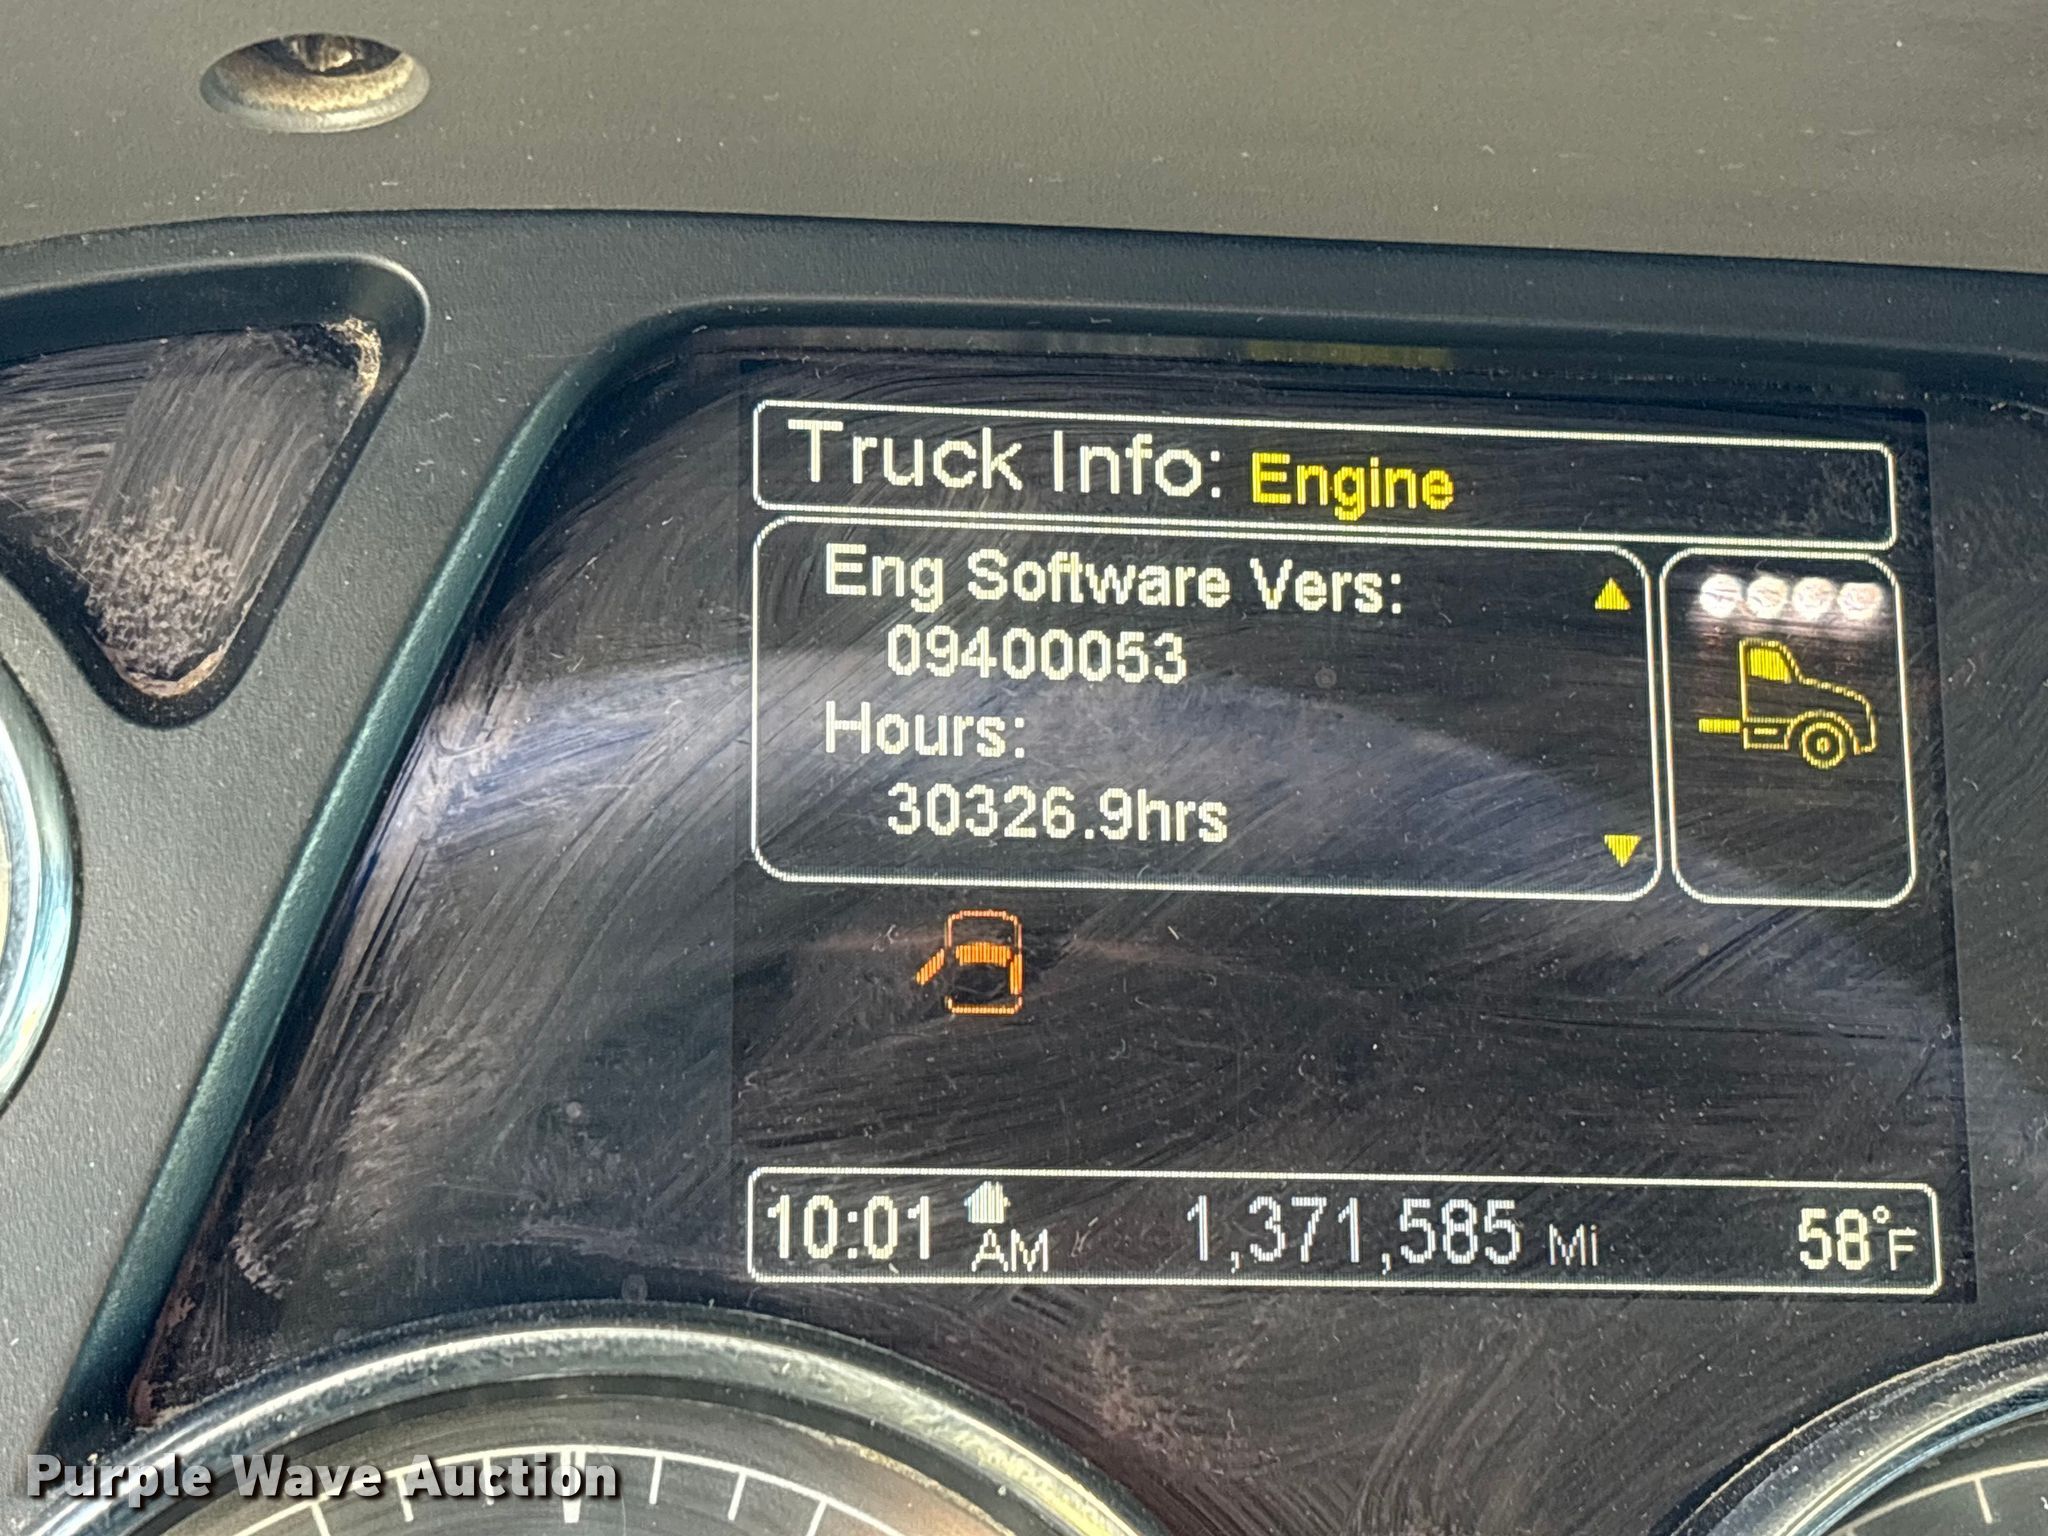 Truck Info: Engine
Eng Software Vers:
09400053
Hours:
30326.9hrs
10:01 AM 1,371,585 Mi 58°F
Purple Wave Auction